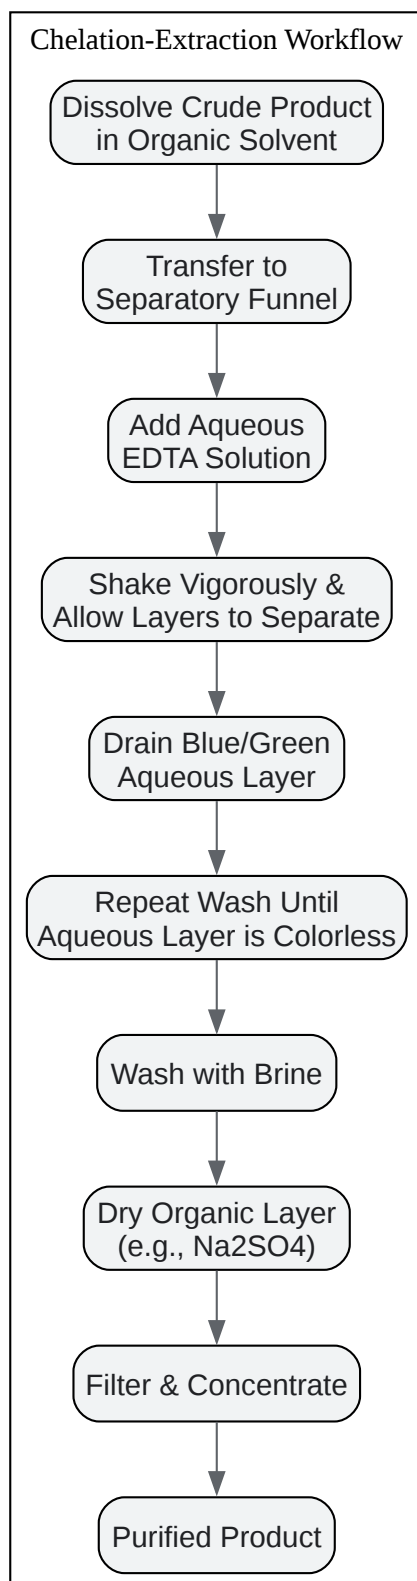 Chelation-Extraction Workflow
Dissolve Crude Product
in Organic Solvent
Transfer to
Separatory Funnel
Add Aqueous
EDTA Solution
Shake Vigorously &
Allow Layers to Separate
Drain Blue/Green
Aqueous Layer
Repeat Wash Until
Aqueous Layer is Colorless
Wash with Brine
Dry Organic Layer
(e.g., Na2SO4)
Filter & Concentrate
Purified Product